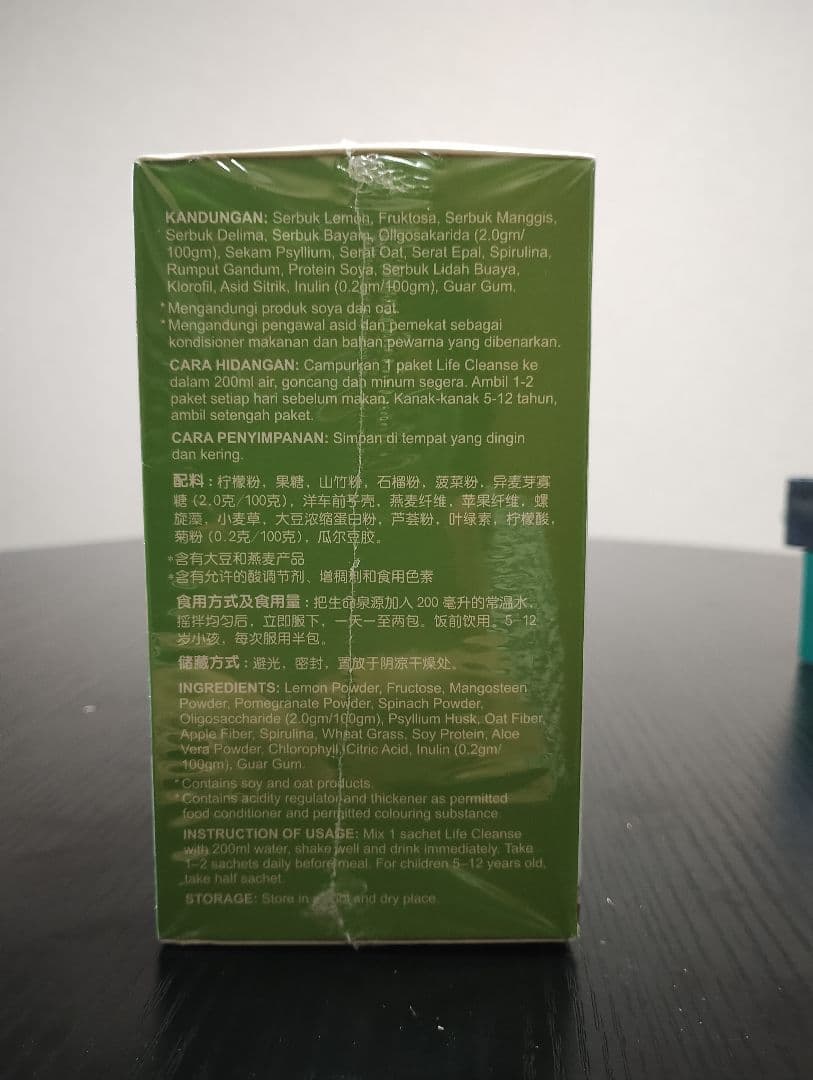 KANDUNGAN: Serbuk Lemon, Fruktosa, Serbuk Manggis,
Serbuk Delima, Serbuk Bayam, Oligosakarida (2.0gm/
100gm), Sekam Psyllium, Serat Oat, Serat Epal, Spirulina,
Rumput Gandum, Protein Soya, Serbuk Lidah Buaya,
Klorofil, Asid Sitrik, Inulin (0.2gm/100gm), Guar Gum.
*Mengandungi produk soya dan oat.
*Mengandungi pengawal asid dan pemekat sebagai
kondisioner makanan dan bahan pewarna yang dibenarkan.
CARA HIDANGAN: Campurkan 1 paket Life Cleanse ke
dalam 200ml air, goncang dan minum segera. Ambil 1-2
paket setiap hari sebelum makan. Kanak-kanak 5-12 tahun,
ambil setengah paket.
CARA PENYIMPANAN: Simpan di tempat yang dingin
dan kering.
配料：柠檬粉，果糖，山竹粉，石榴粉，菠菜粉，异麦芽寡
糖（2.0克/100克），洋车前子壳，燕麦纤维，苹果纤维，螺
旋藻，小麦草，大豆浓缩蛋白粉，芦荟粉，叶绿素，柠檬酸，
菊粉（0.2克/100克），瓜尔豆胶。
*含有大豆和燕麦产品
*含有允许的酸调节剂、增稠剂和食用色素
食用方式及食用量：把生命泉源加入 200 毫升的常温水，
摇拌均匀后，立即服下，一天一至两包。饭前饮用。5–12
岁小孩，每次服用半包。
储藏方式：避光，密封，置放于阴凉干燥处。
INGREDIENTS: Lemon Powder, Fructose, Mangosteen
Powder, Pomegranate Powder, Spinach Powder,
Oligosaccharide (2.0gm/100gm), Psyllium Husk, Oat Fiber,
Apple Fiber, Spirulina, Wheat Grass, Soy Protein, Aloe
Vera Powder, Chlorophyll, Citric Acid, Inulin (0.2gm/
100gm), Guar Gum.
*Contains soy and oat products.
*Contains acidity regulator and thickener as permitted
food conditioner and permitted colouring substance.
INSTRUCTION OF USAGE: Mix 1 sachet Life Cleanse
with 200ml water, shake well and drink immediately. Take
1–2 sachets daily before meal. For children 5–12 years old,
take half sachet.
STORAGE: Store in a cool and dry place.